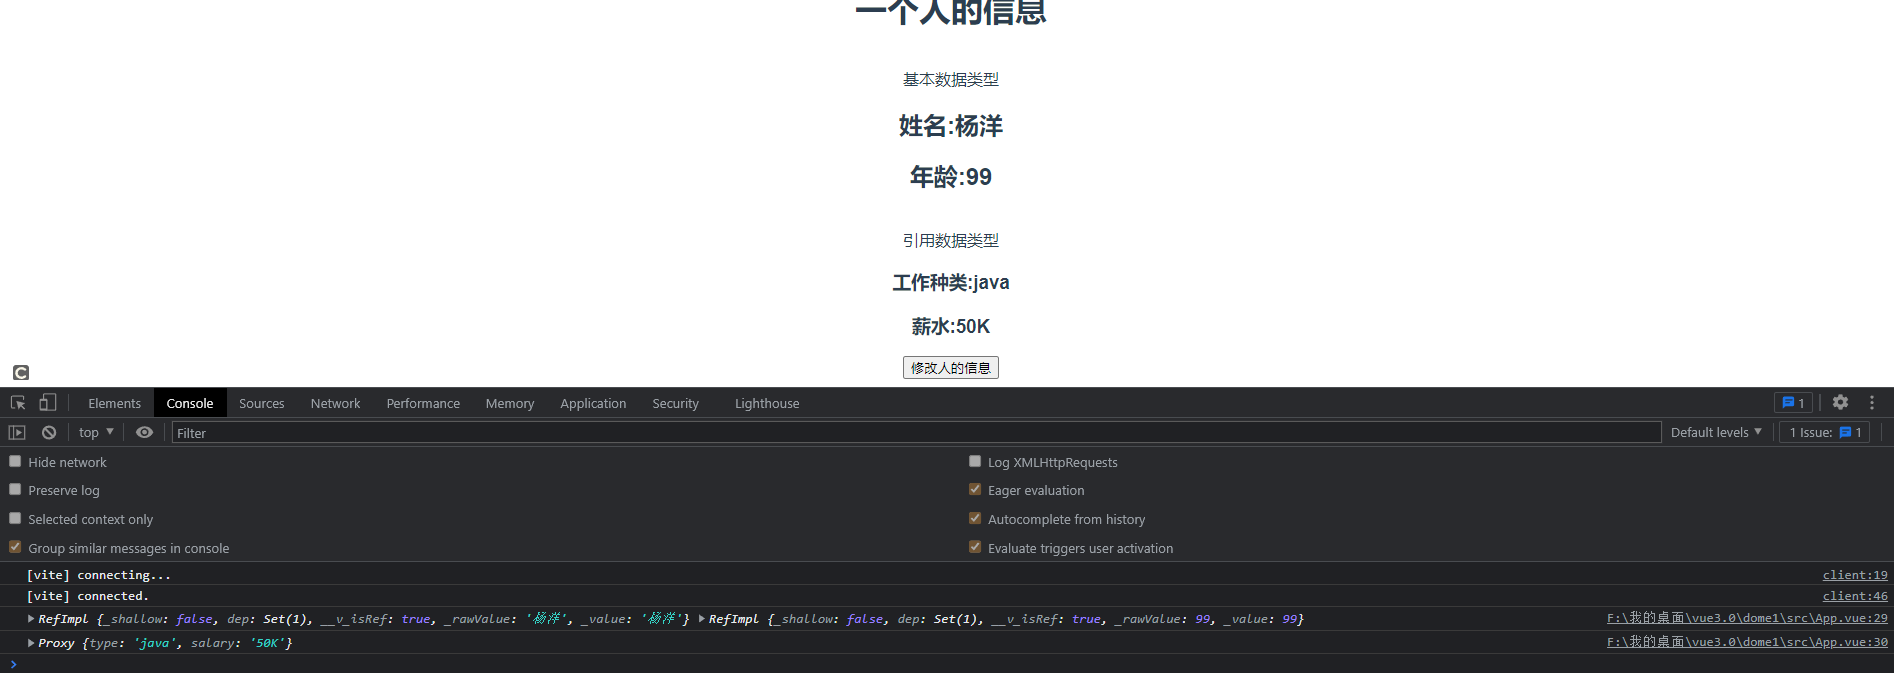 一个人的信息
基本数据类型
姓名:杨洋
年龄:99
引用数据类型
工作种类:java
薪水:50K
修改人的信息
C
Elements Console Sources Network Performance Memory Application Security Lighthouse 1
top Filter Default levels 1 Issue: 1
Hide network Log XMLHttpRequests
Preserve log Eager evaluation
Selected context only Autocomplete from history
Group similar messages in console Evaluate triggers user activation
[vite] connecting... client:19
[vite] connected. client:46
RefImpl {_shallow: false, dep: Set(1), __v_isRef: true, _rawValue: '杨洋', _value: '杨洋'} RefImpl {_shallow: false, dep: Set(1), __v_isRef: true, _rawValue: 99, _value: 99} F:\我的桌面\vue3.0\dome1\src\App.vue:29
Proxy {type: 'java', salary: '50K'} F:\我的桌面\vue3.0\dome1\src\App.vue:30